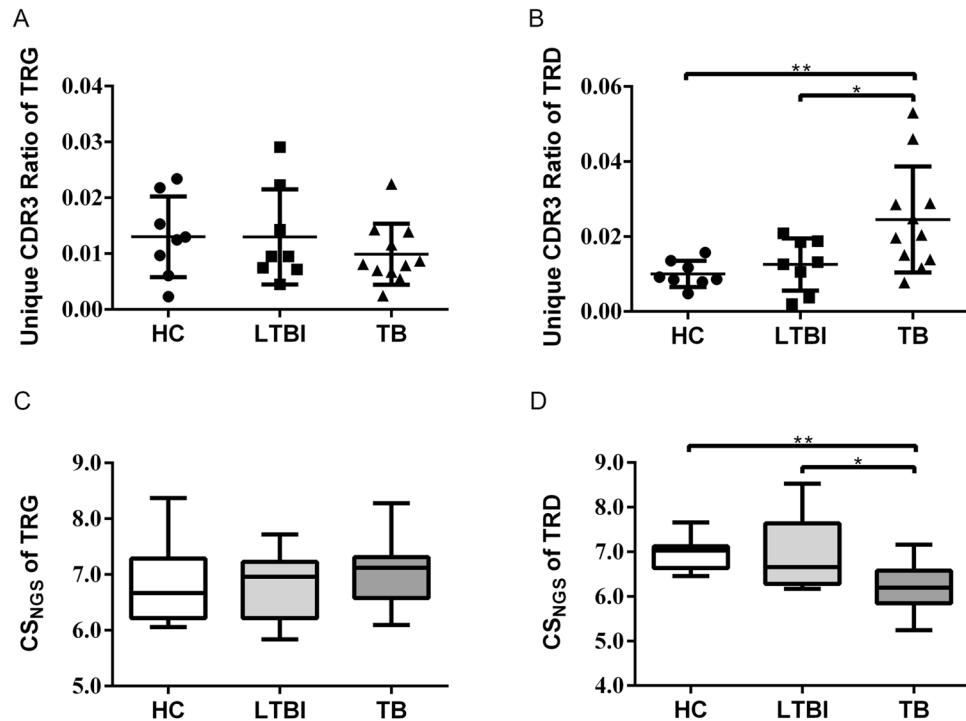 A
Unique CDR3 Ratio of TRG
0.04
0.03
0.02
0.01
0.00
HC LTBI TB
B
Unique CDR3 Ratio of TRD
0.06
0.04
0.02
0.00
**
*
HC LTBI TB
C
CSNGS of TRG
9.0
8.0
7.0
6.0
5.0
HC LTBI TB
D
CSNGS of TRD
9.0
8.0
7.0
6.0
5.0
4.0
**
*
HC LTBI TB